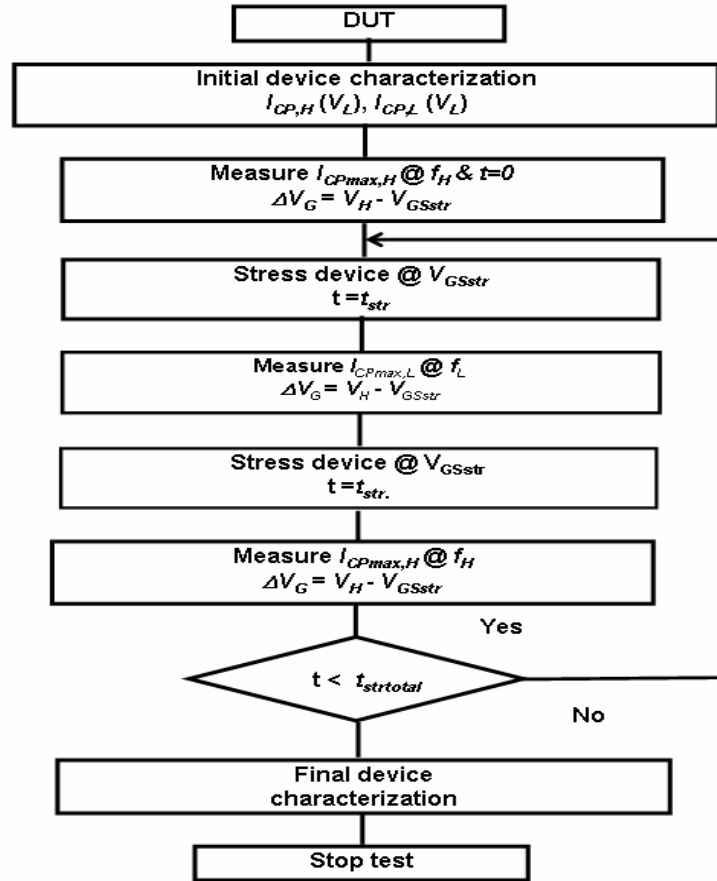 DUT
Initial device characterization
I_CP,H (V_L), I_CP,L (V_L)
Measure I_CPmax,H @ f_H & t=0
ΔV_G = V_H - V_GSstr
Stress device @ V_GSstr
t = t_str
Measure I_CPmax,L @ f_L
ΔV_G = V_H - V_GSstr
Stress device @ V_GSstr
t=t_str.
Measure I_CPmax,H @ f_H
ΔV_G = V_H - V_GSstr
Yes
t < t_strtotal
No
Final device
characterization
Stop test